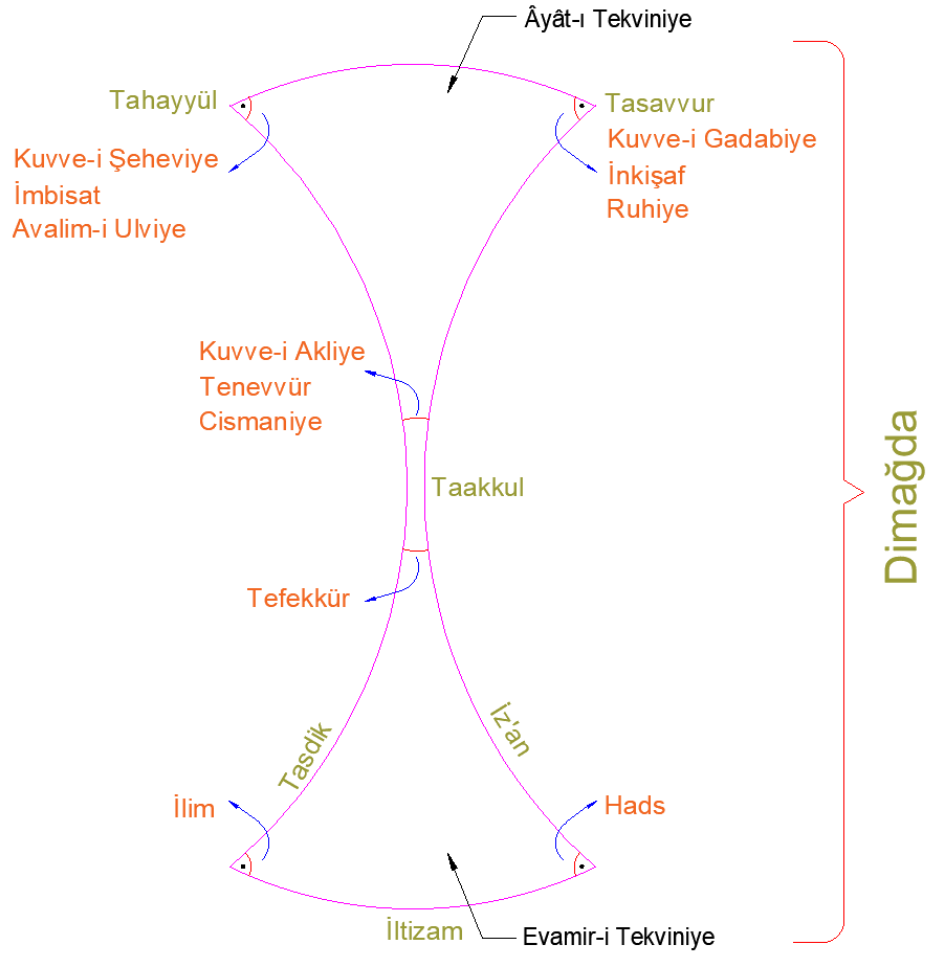 Âyât-ı Tekviniye
Tahayyül
Tasavvur
Kuvve-i Şeheviye
İmbisat
Avalim-i Ulviye
Kuvve-i Gadabiye
İnkişaf
Ruhiye
Kuvve-i Akliye
Tenevvür
Cismaniye
Taakkul
Dimağda
Tefekkür
Tasdik
İz'an
İlim
Hads
İltizam
Evamir-i Tekviniye